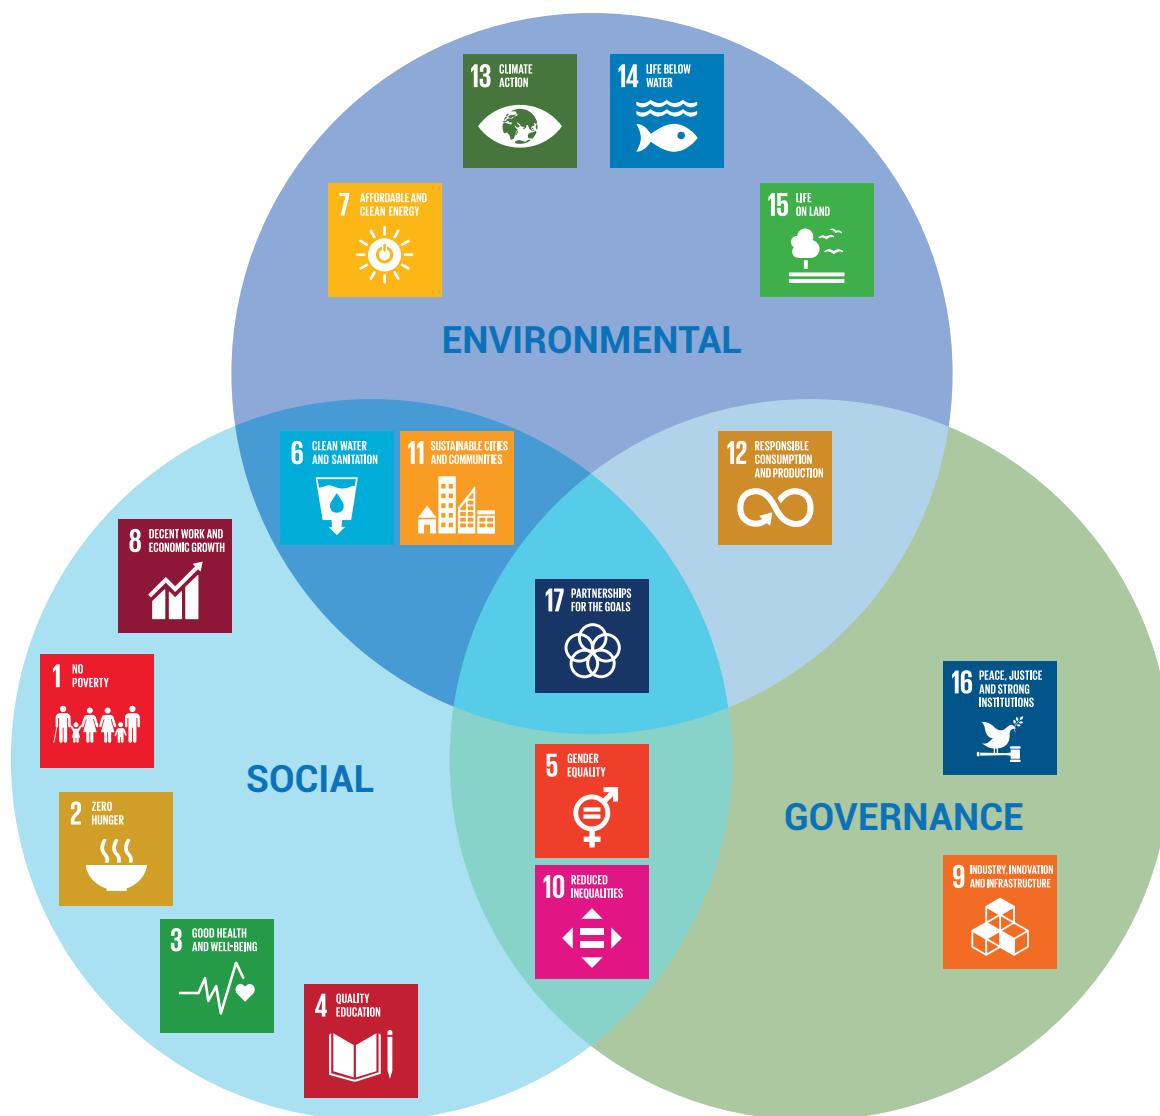 13 CLIMATE
ACTION
14 LIFE BELOW
WATER
7 AFFORDABLE AND
CLEAN ENERGY
15 LIFE
ON LAND
ENVIRONMENTAL
6 CLEAN WATER
AND SANITATION
11 SUSTAINABLE CITIES
AND COMMUNITIES
12 RESPONSIBLE
CONSUMPTION
AND PRODUCTION
8 DECENT WORK AND
ECONOMIC GROWTH
17 PARTNERSHIPS
FOR THE GOALS
1 NO
POVERTY
16 PEACE, JUSTICE
AND STRONG
INSTITUTIONS
5 GENDER
EQUALITY
SOCIAL
GOVERNANCE
2 ZERO
HUNGER
10 REDUCED
INEQUALITIES
9 INDUSTRY, INNOVATION
AND INFRASTRUCTURE
3 GOOD HEALTH
AND WELL-BEING
4 QUALITY
EDUCATION